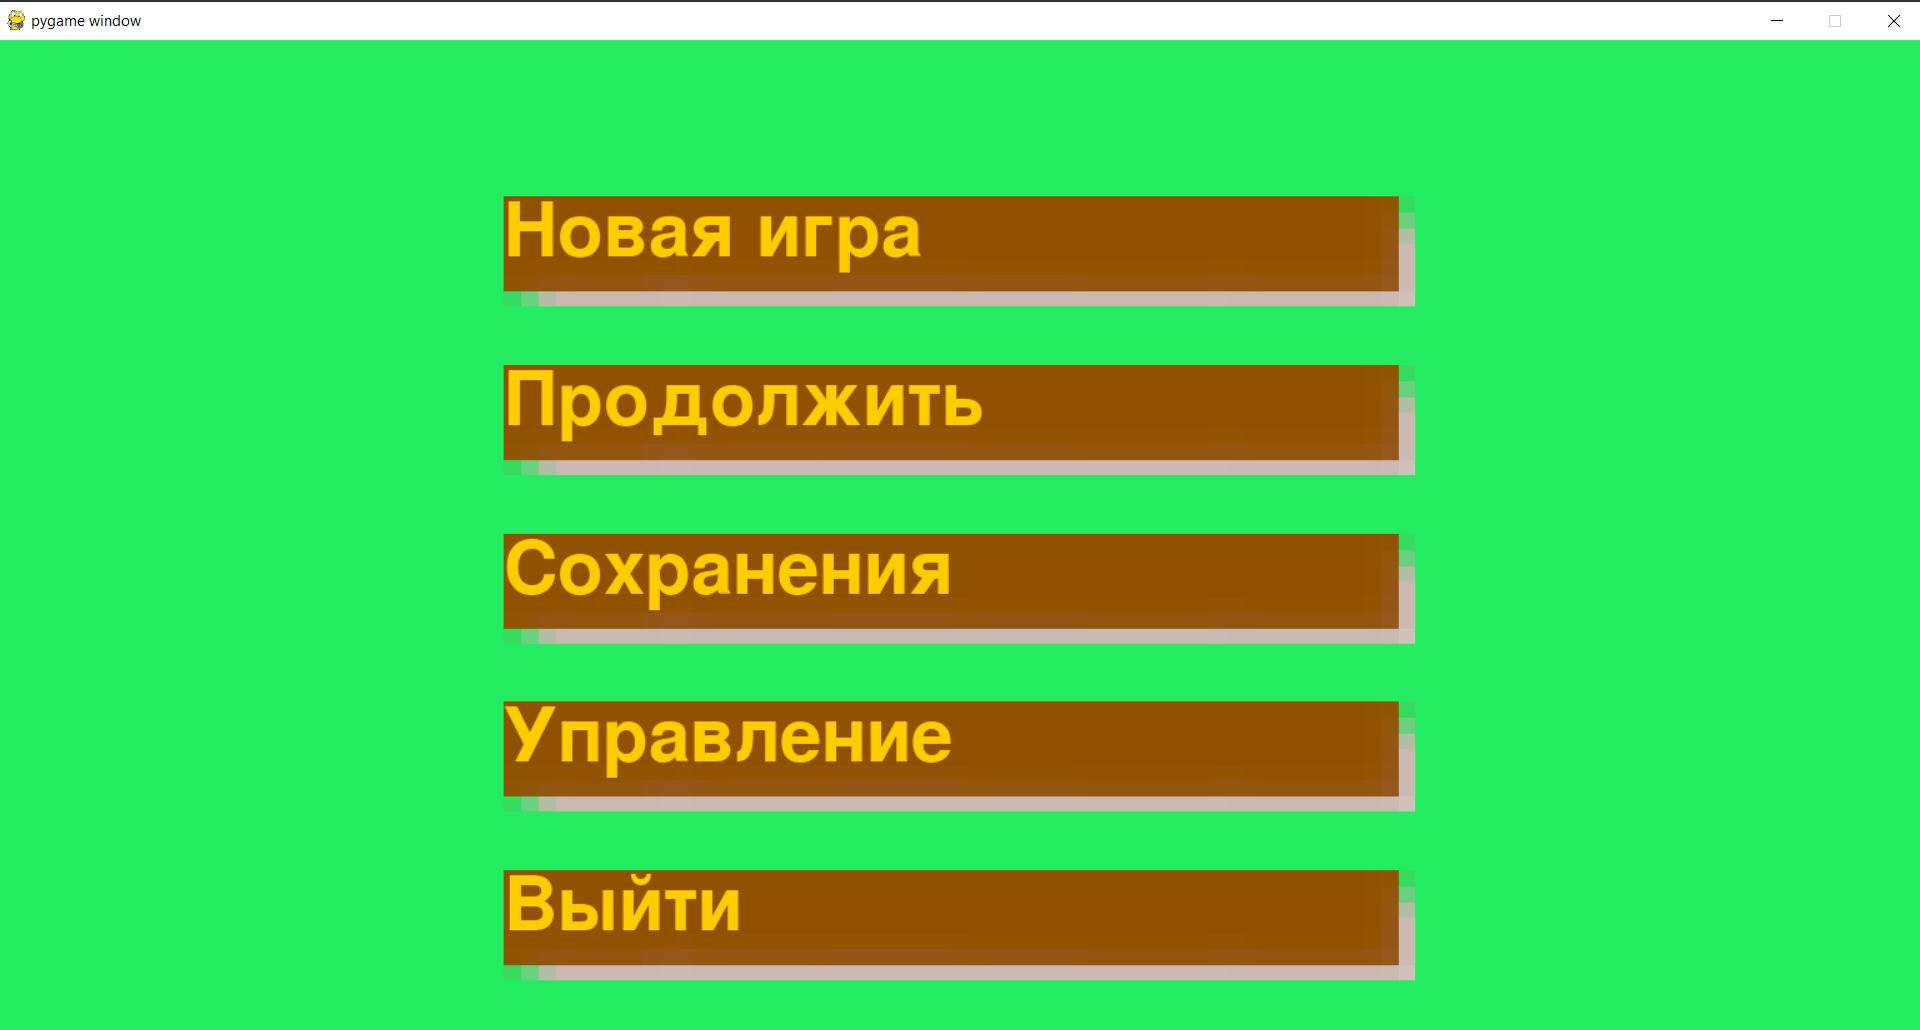 pygame window
Новая игра
Продолжить
Сохранения
Управление
Выйти